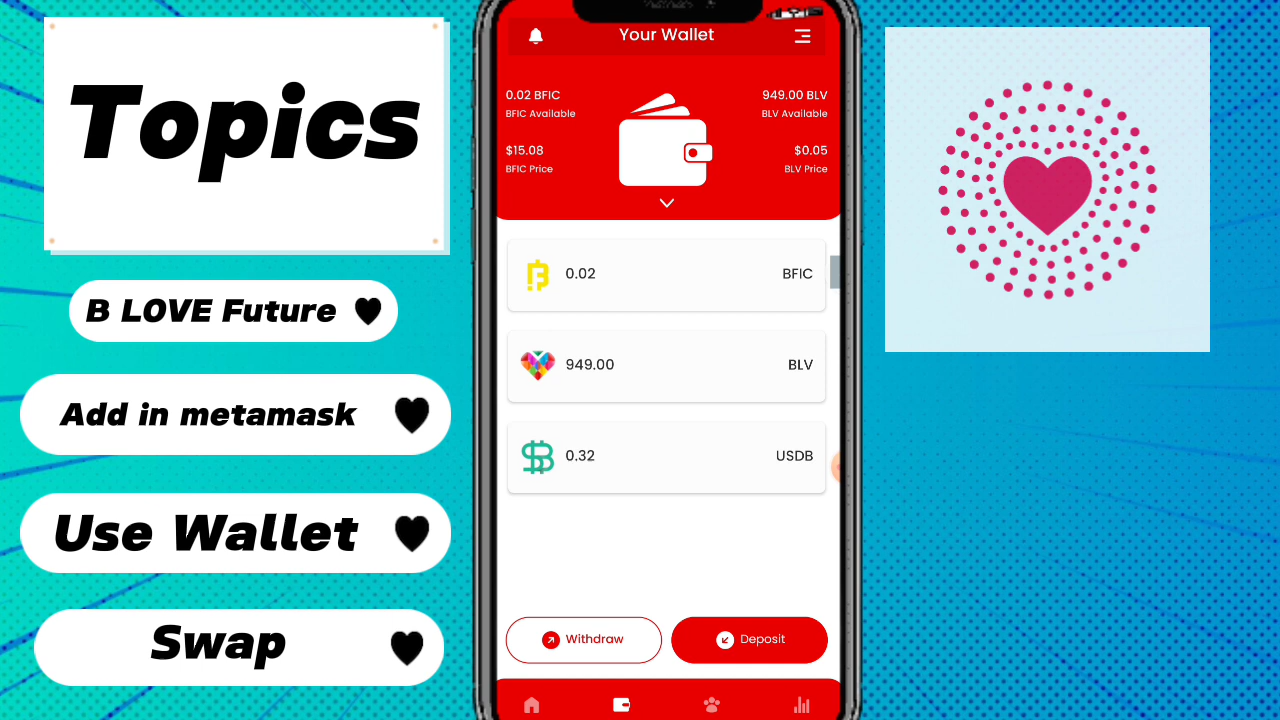 Topics
B LOVE Future
Add in metamask
Use Wallet
Swap
Your Wallet
0.02 BFIC
BFIC Available
$15.08
BFIC Price
949.00 BLV
BLV Available
$0.05
BLV Price
0.02 BFIC
949.00 BLV
0.32 USDB
Withdraw
Deposit